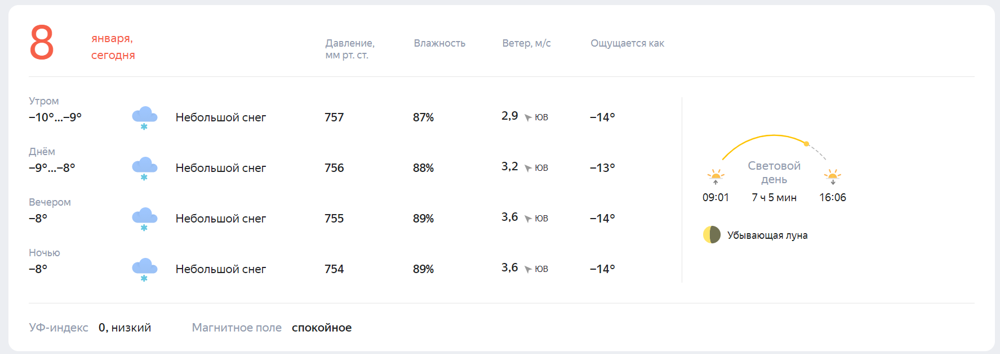 8 января,
сегодня
Давление,
мм рт. ст.
Влажность
Ветер, м/с
Ощущается как
Утром
−10°...−9° Небольшой снег 757 87% 2,9 ЮВ −14°
Днём
−9°...−8° Небольшой снег 756 88% 3,2 ЮВ −13°
Вечером
−8° Небольшой снег 755 89% 3,6 ЮВ −14°
Ночью
−8° Небольшой снег 754 89% 3,6 ЮВ −14°
Световой
день
09:01 7 ч 5 мин 16:06
Убывающая луна
УФ-индекс 0, низкий Магнитное поле спокойное